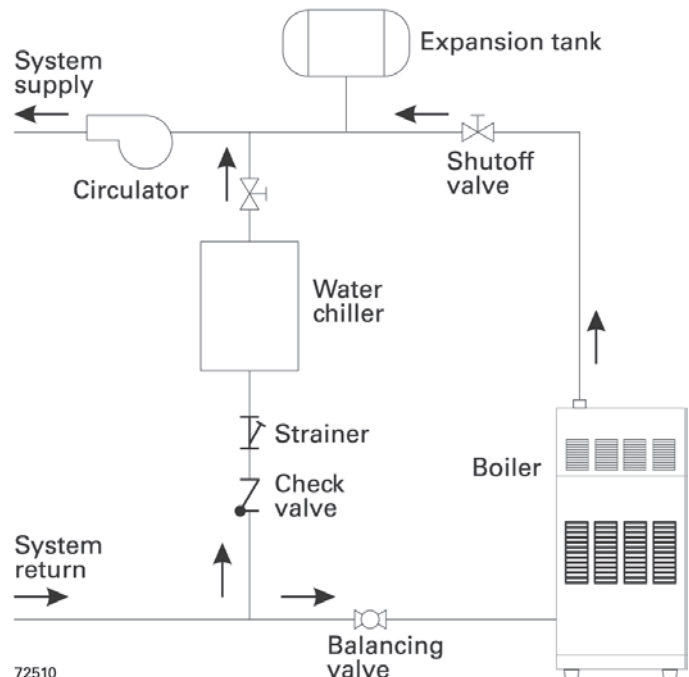 Expansion tank
System
supply
Circulator
Shutoff
valve
Water
chiller
Strainer
Check
valve
Boiler
System
return
Balancing
valve
72510